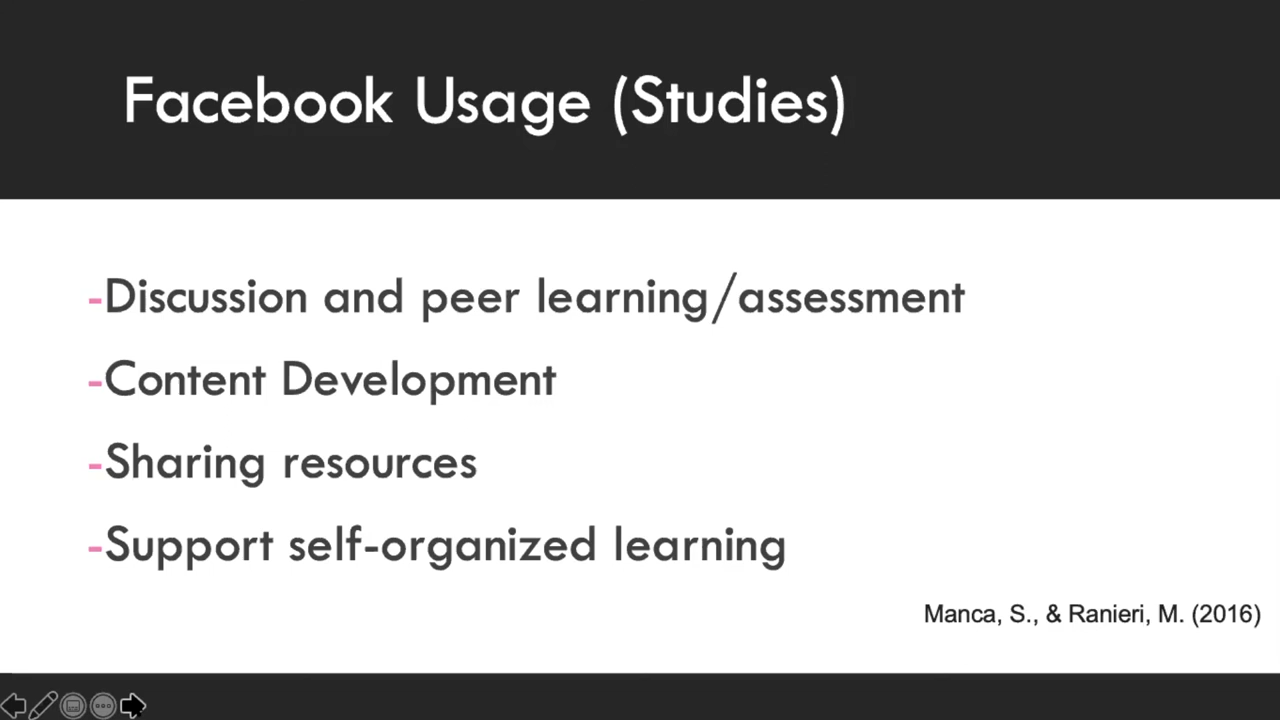 Facebook Usage (Studies)
-Discussion and peer learning/assessment
-Content Development
-Sharing resources
-Support self-organized learning
Manca, S., & Ranieri, M. (2016)